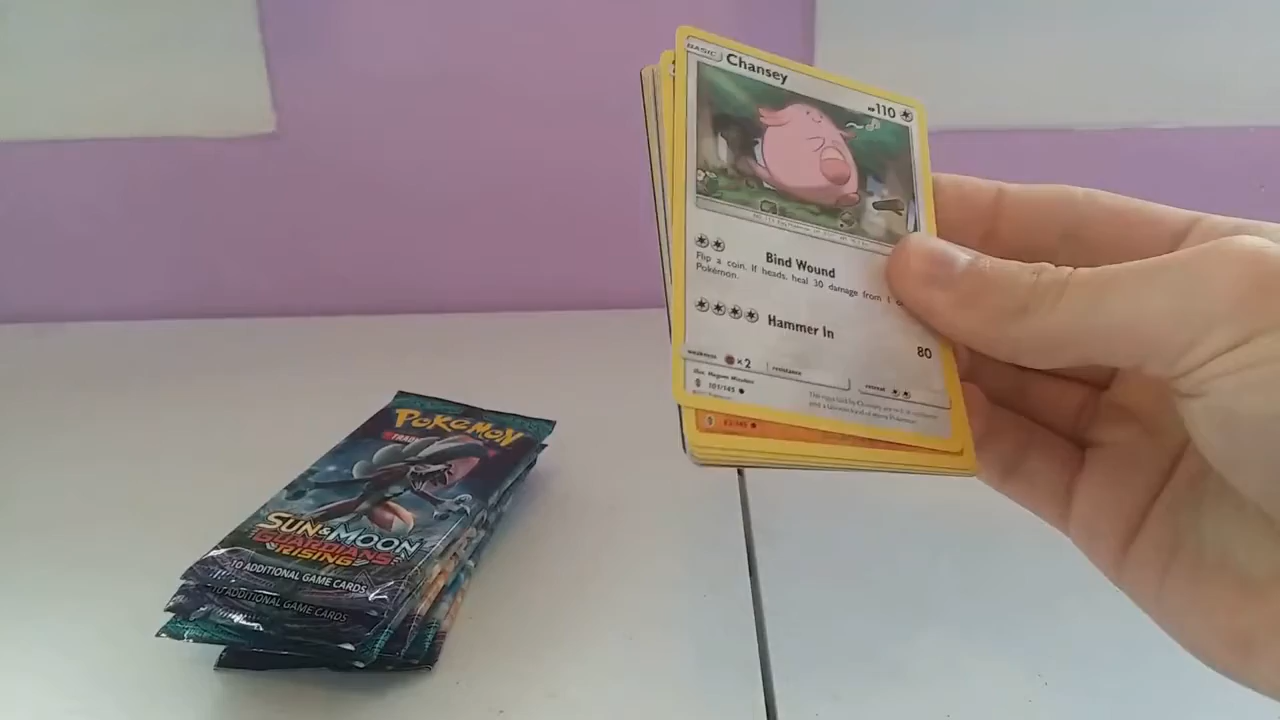 BASIC
Chansey
HP110
Bind Wound
Flip a coin. If heads, heal 30 damage from 1
Pokémon.
Hammer In
80
weakness
×2
resistance
retreat
101/145
POKÉMON
SUN & MOON
GUARDIANS
RISING
10 ADDITIONAL GAME CARDS
10 ADDITIONAL GAME CARDS